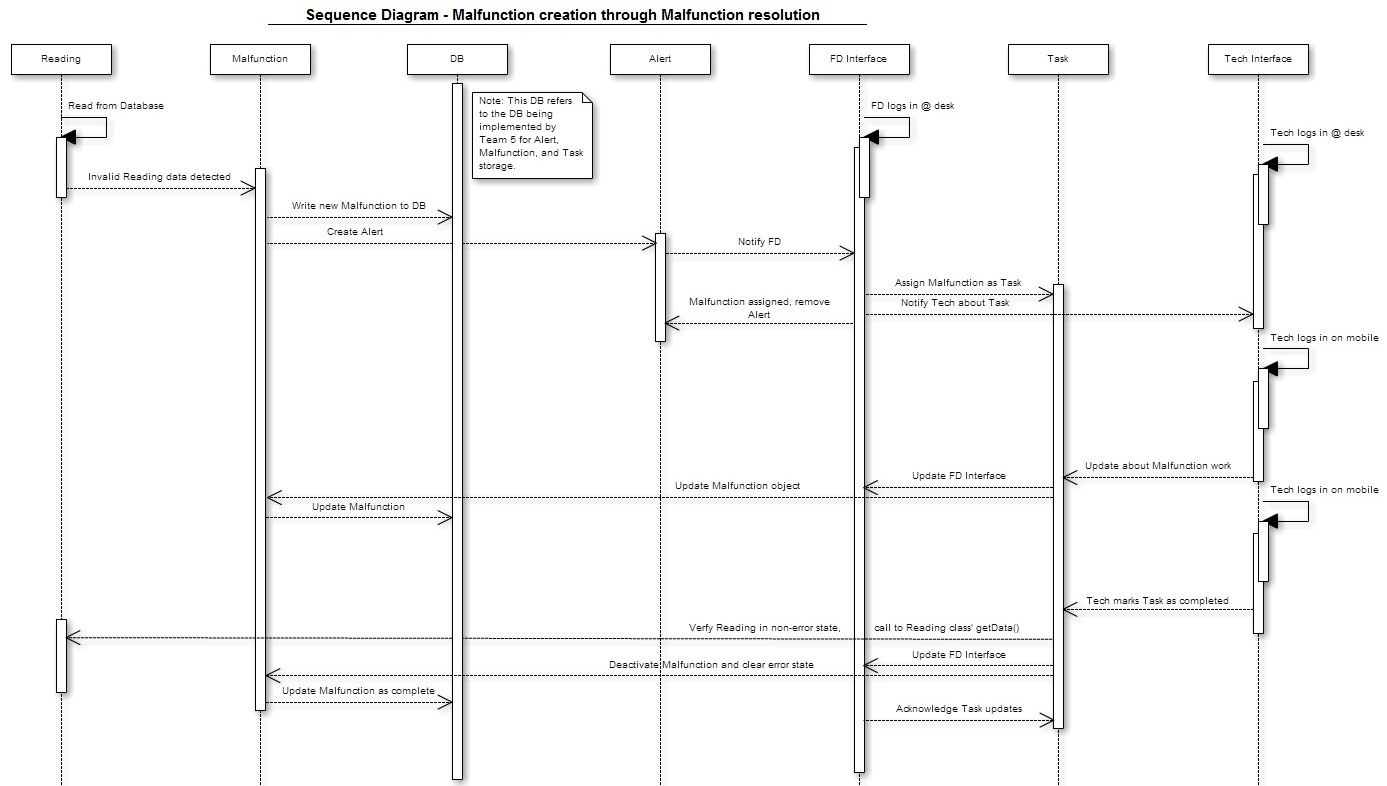 Sequence Diagram - Malfunction creation through Malfunction resolution
Reading
Malfunction
DB
Alert
FD Interface
Task
Tech Interface
Read from Database
Note: This DB refers
to the DB being
implemented by
Team 5 for Alert,
Malfunction, and Task
storage.
FD logs in @ desk
Tech logs in @ desk
Invalid Reading data detected
Write new Malfunction to DB
Create Alert
Notify FD
Assign Malfunction as Task
Malfunction assigned, remove
Alert
Notify Tech about Task
Tech logs in on mobile
Update about Malfunction work
Update FD Interface
Update Malfunction object
Tech logs in on mobile
Update Malfunction
Tech marks Task as completed
Verfy Reading in non-error state, call to Reading class' getData()
Update FD Interface
Deactivate Malfunction and clear error state
Update Malfunction as complete
Acknowledge Task updates